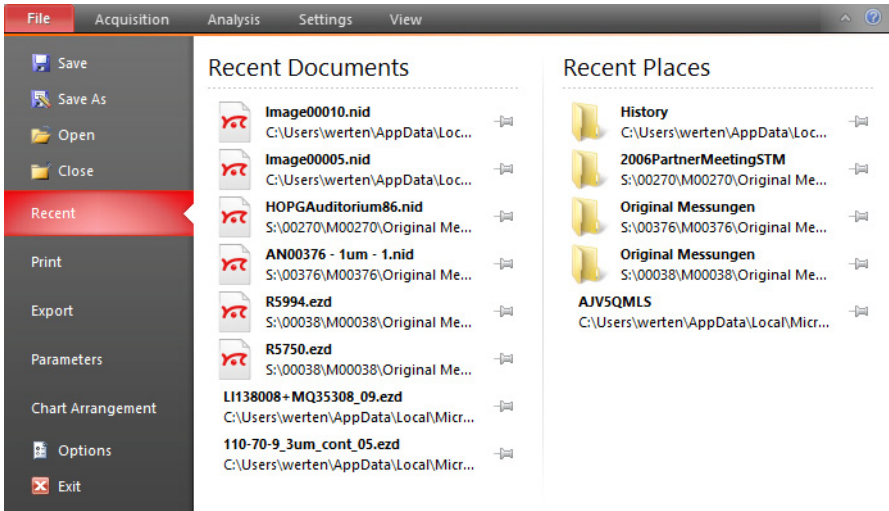 File Acquisition Analysis Settings View
Save
Save As
Open
Close
Recent
Print
Export
Parameters
Chart Arrangement
Options
Exit
Recent Documents
Image00010.nid
C:\Users\werten\AppData\Loc...
Image00005.nid
C:\Users\werten\AppData\Loc...
HOPGAuditorium86.nid
S:\00270\M00270\Original Me...
AN00376 - 1um - 1.nid
S:\00376\M00376\Original Me...
R5994.ezd
S:\00038\M00038\Original Me...
R5750.ezd
S:\00038\M00038\Original Me...
LI138008+MQ35308_09.ezd
C:\Users\werten\AppData\Local\Micr...
110-70-9_3um_cont_05.ezd
C:\Users\werten\AppData\Local\Micr...
Recent Places
History
C:\Users\werten\AppData\Loc...
2006PartnerMeetingSTM
S:\00270\M00270\Original Me...
Original Messungen
S:\00376\M00376\Original Me...
Original Messungen
S:\00038\M00038\Original Me...
AJV5QMLS
C:\Users\werten\AppData\Local\Micr...